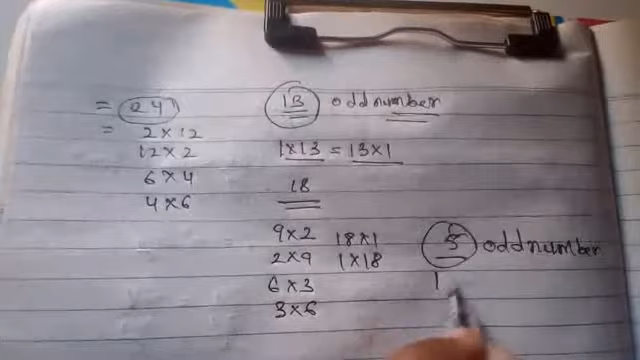 = 24
= 2 × 12
12 × 2
6 × 4
4 × 6
13 odd number
1×13 = 13×1
18
9×2 18×1
2×9 1×18
6×3
3×6
5 odd number
1